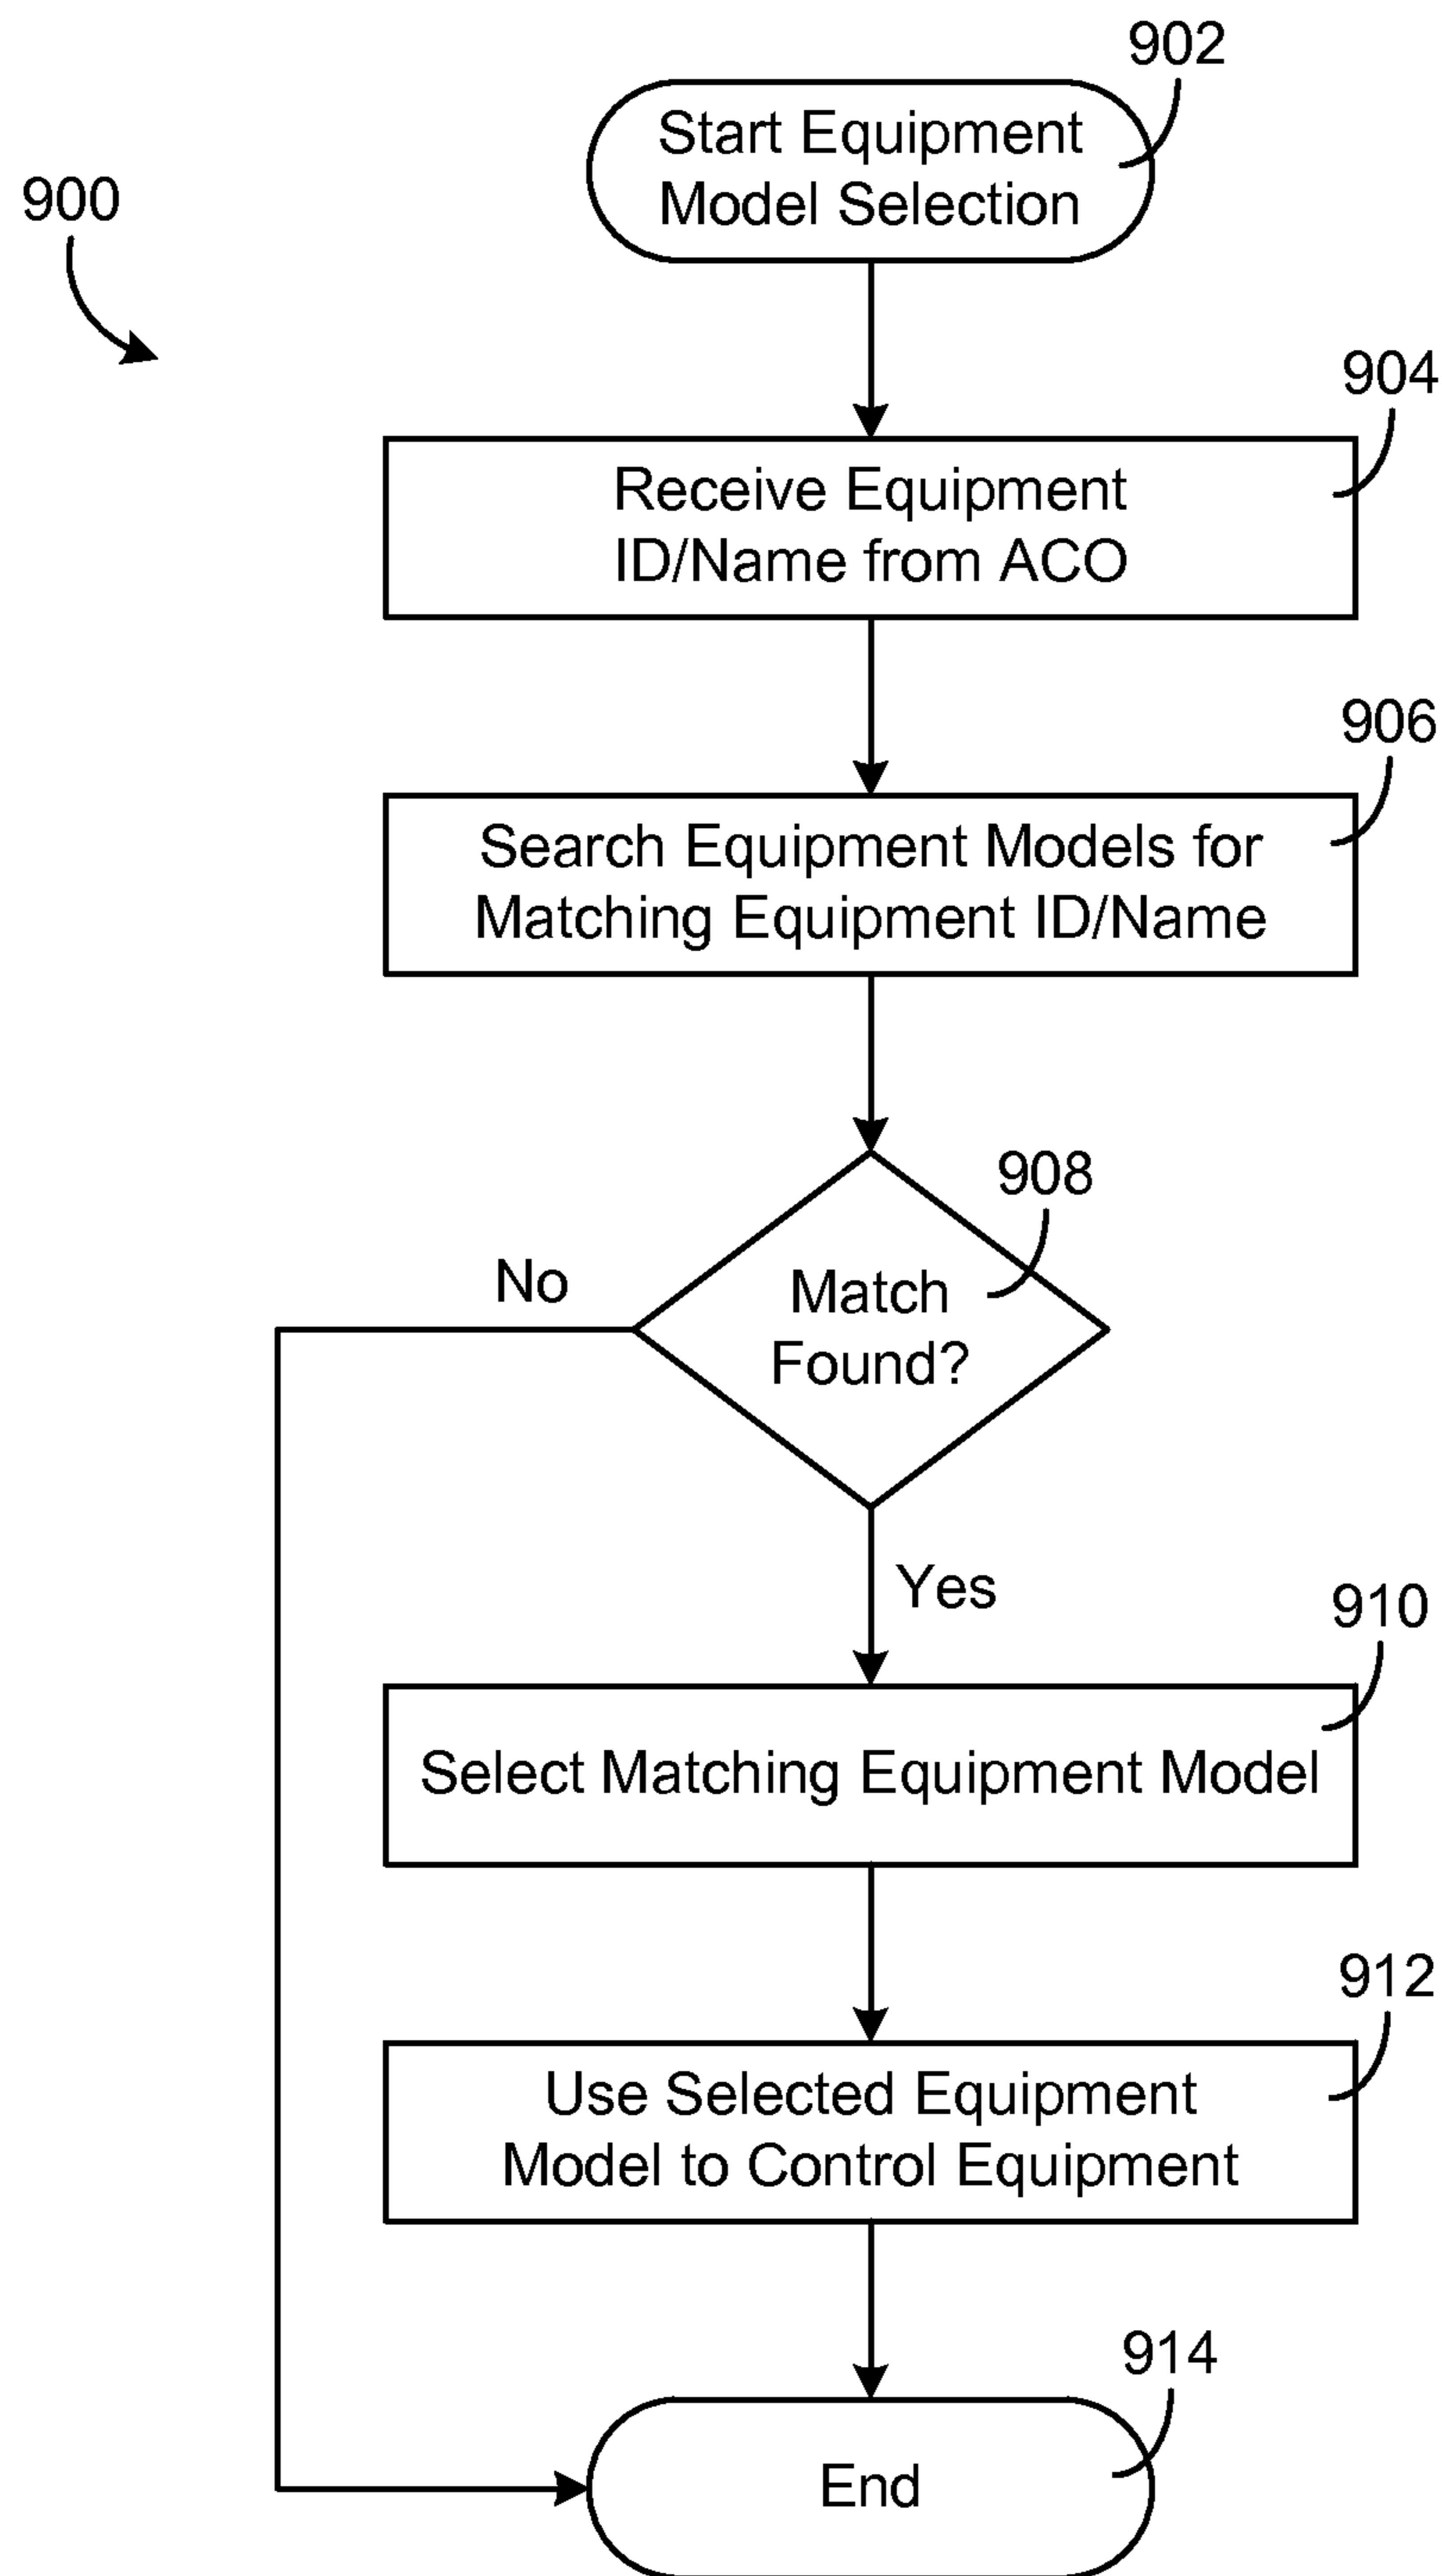 902
Start Equipment
Model Selection
900
904
Receive Equipment
ID/Name from ACO
906
Search Equipment Models for
Matching Equipment ID/Name
908
No
Match
Found?
Yes
910
Select Matching Equipment Model
912
Use Selected Equipment
Model to Control Equipment
914
End